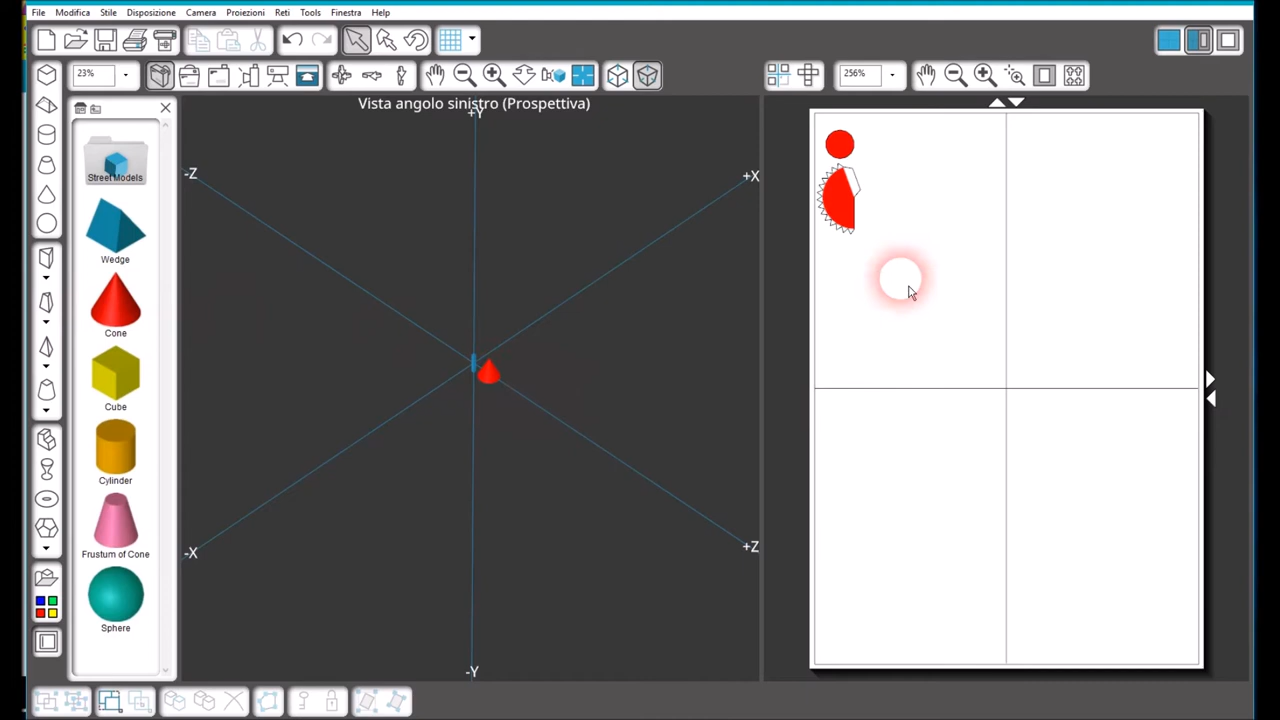 File Modifica Stile Disposizione Camera Proiezioni Reti Tools Finestra Help
23%
256%
Vista angolo sinistro (Prospettiva)
+Y
-Z
+X
Street Models
Wedge
Cone
Cube
Cylinder
Frustum of Cone
Sphere
-X
+Z
-Y